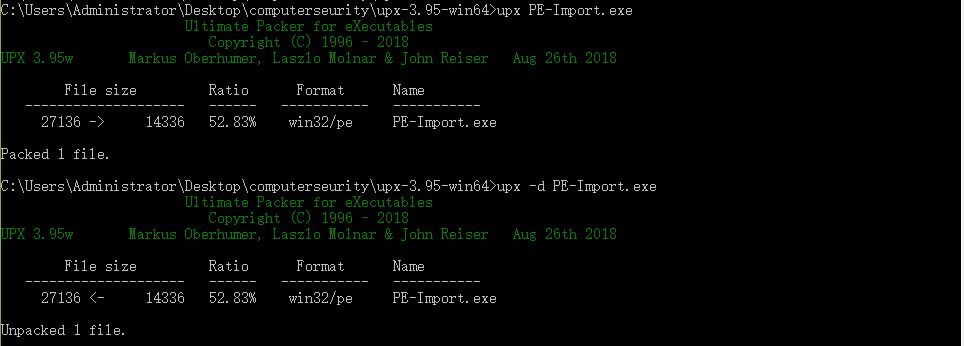 C:\Users\Administrator\Desktop\computerseurity\upx-3.95-win64>upx PE-Import.exe
Ultimate Packer for eXecutables
Copyright (C) 1996 - 2018
UPX 3.95w Markus Oberhumer, Laszlo Molnar & John Reiser Aug 26th 2018
File size Ratio Format Name
-------------------- ------ ----------- -----------
27136 -> 14336 52.83% win32/pe PE-Import.exe
Packed 1 file.
C:\Users\Administrator\Desktop\computerseurity\upx-3.95-win64>upx -d PE-Import.exe
Ultimate Packer for eXecutables
Copyright (C) 1996 - 2018
UPX 3.95w Markus Oberhumer, Laszlo Molnar & John Reiser Aug 26th 2018
File size Ratio Format Name
-------------------- ------ ----------- -----------
27136 <- 14336 52.83% win32/pe PE-Import.exe
Unpacked 1 file.